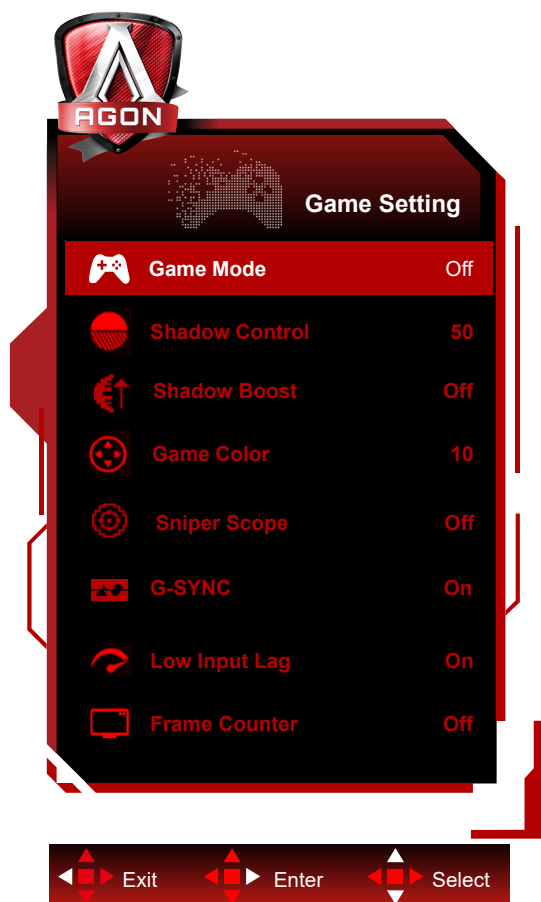 AGON
Game Setting
Game Mode Off
Shadow Control 50
Shadow Boost Off
Game Color 10
Sniper Scope Off
G-SYNC On
Low Input Lag On
Frame Counter Off
Exit Enter Select